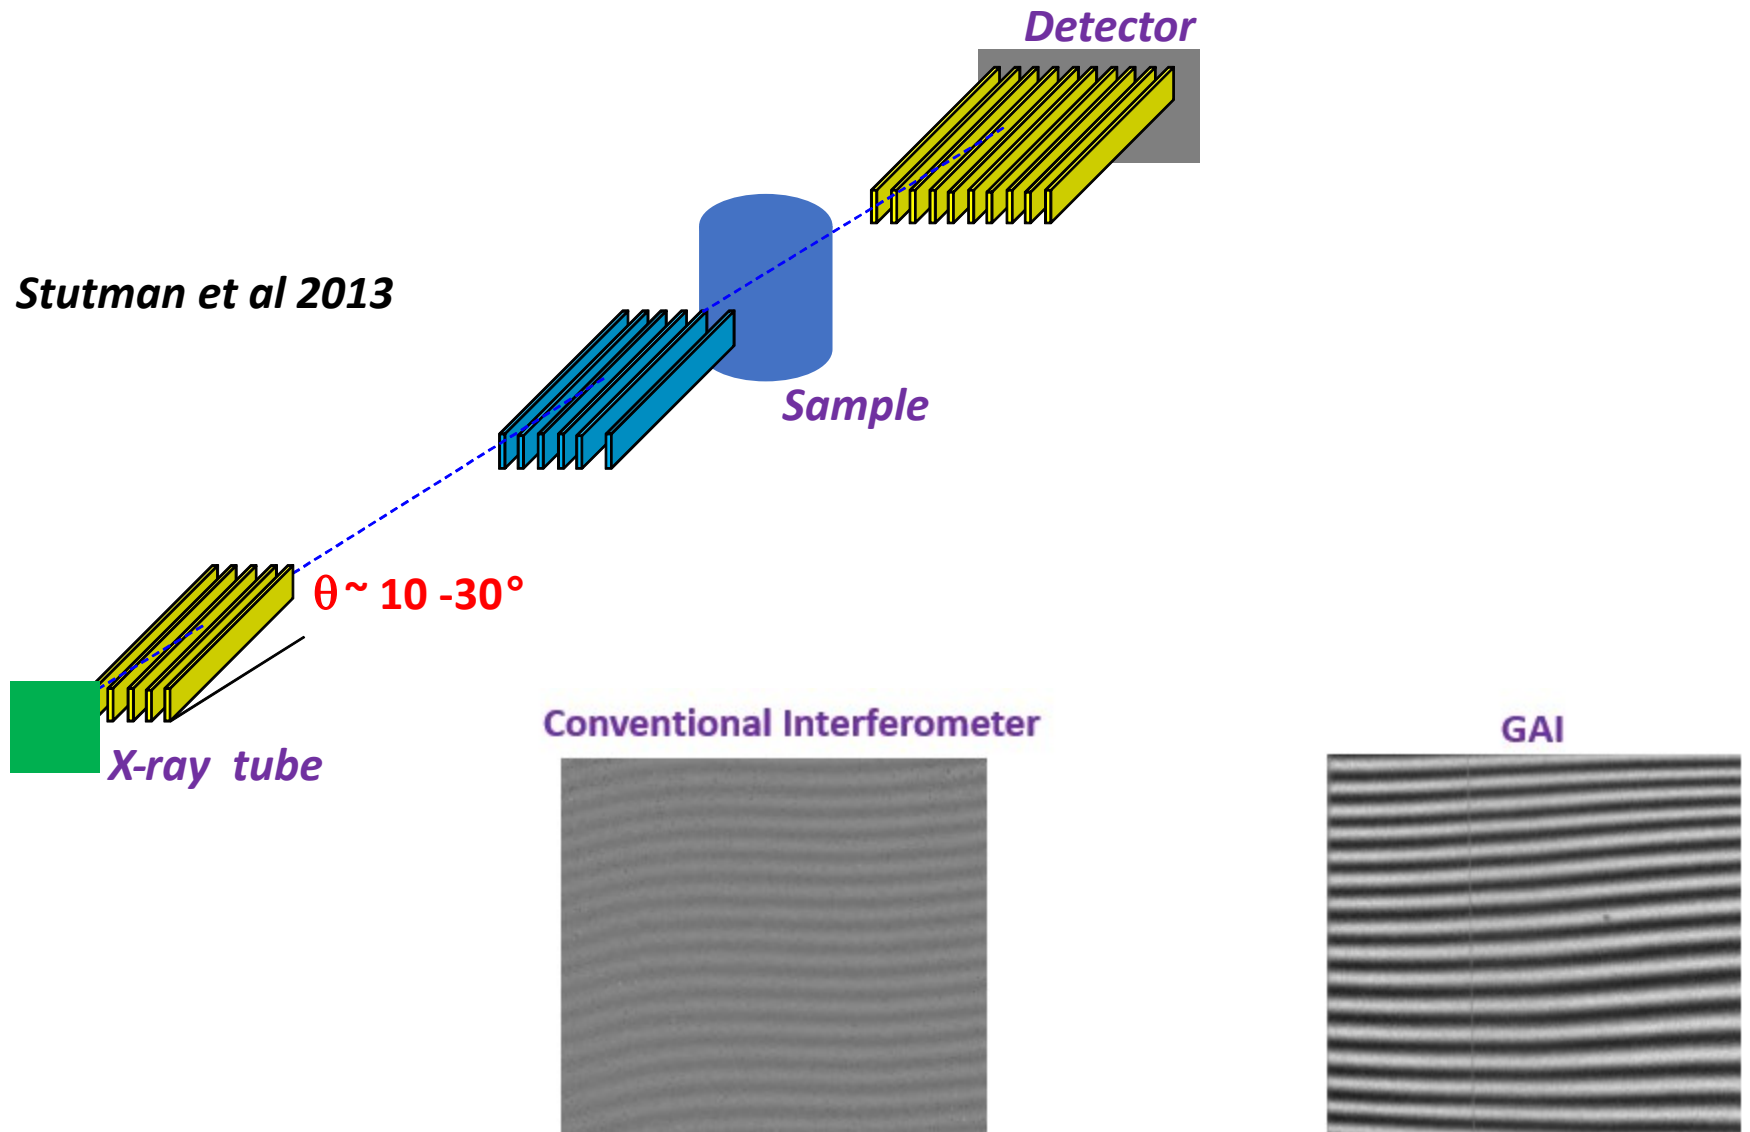 Detector
Stutman et al 2013
Sample
θ ~ 10 -30°
X-ray tube
Conventional Interferometer
GAI